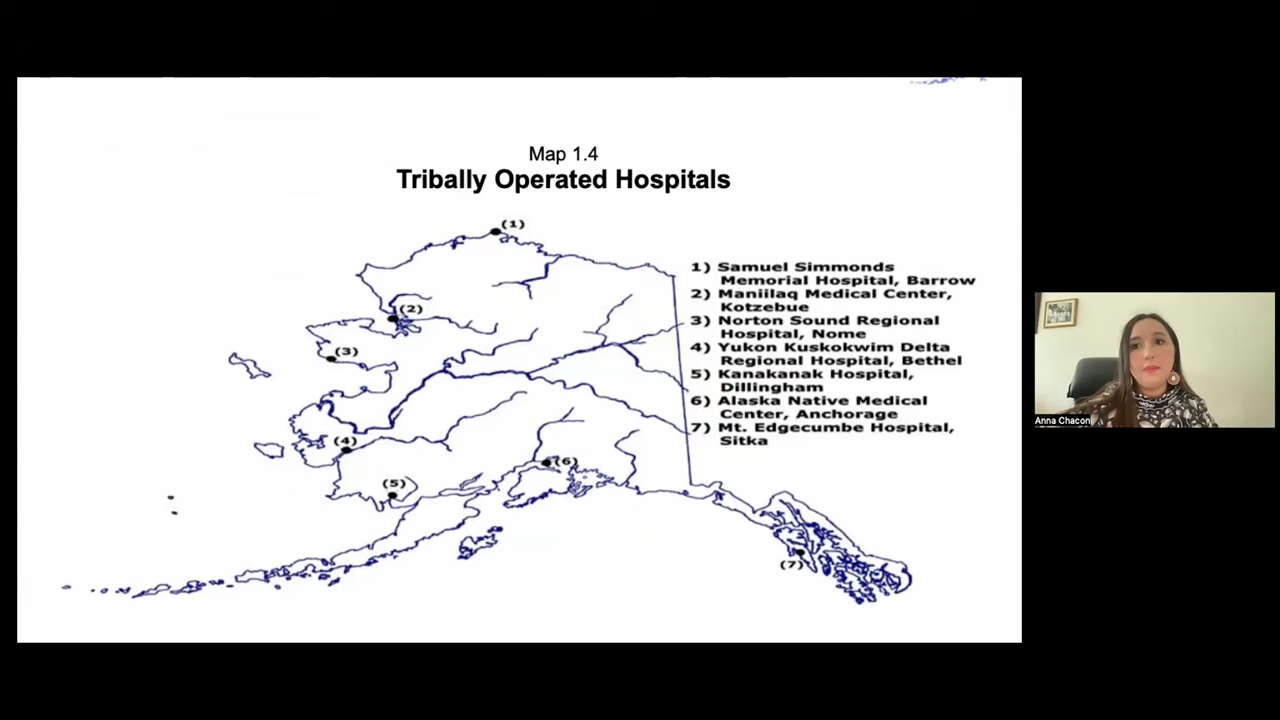 Map 1.4
Tribally Operated Hospitals
(1)
(2)
(3)
(4)
(5)
(6)
(7)
1) Samuel Simmonds
Memorial Hospital, Barrow
2) Maniilaq Medical Center,
Kotzebue
3) Norton Sound Regional
Hospital, Nome
4) Yukon Kuskokwim Delta
Regional Hospital, Bethel
5) Kanakanak Hospital,
Dillingham
6) Alaska Native Medical
Center, Anchorage
7) Mt. Edgecumbe Hospital,
Sitka
Anna Chacon